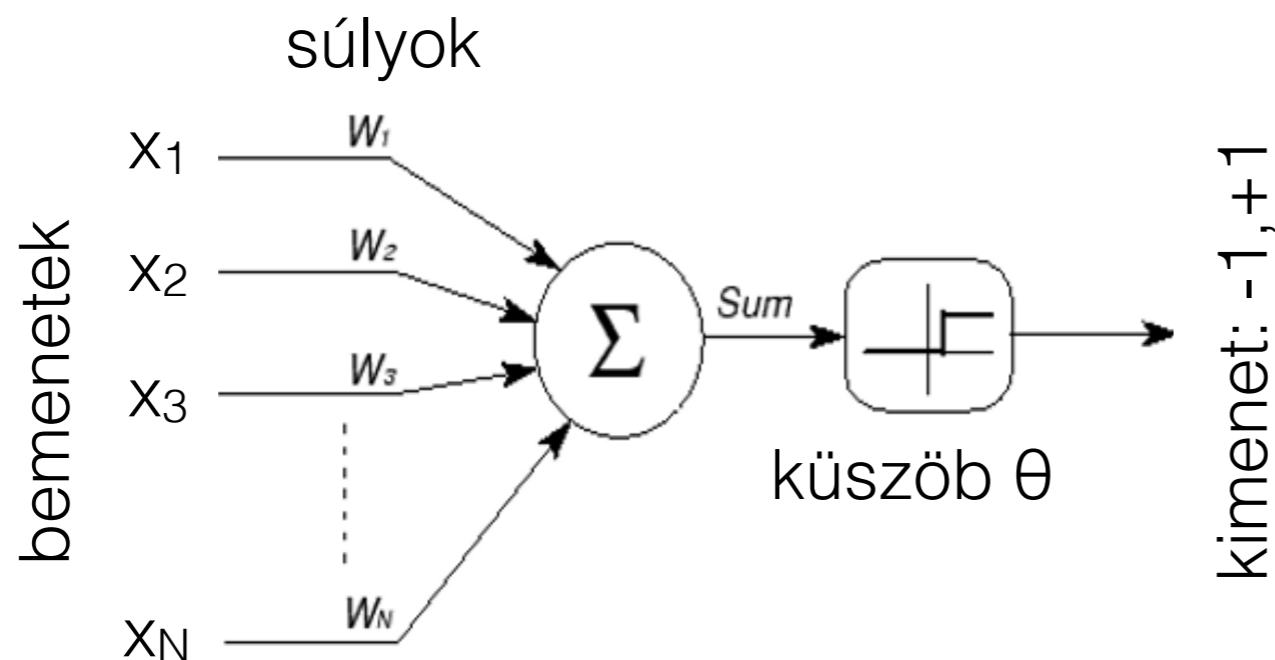 súlyok
bemenetek
X1
W1
X2
W2
X3
W3
XN
WN
Σ
Sum
küszöb θ
kimenet: -1,+1